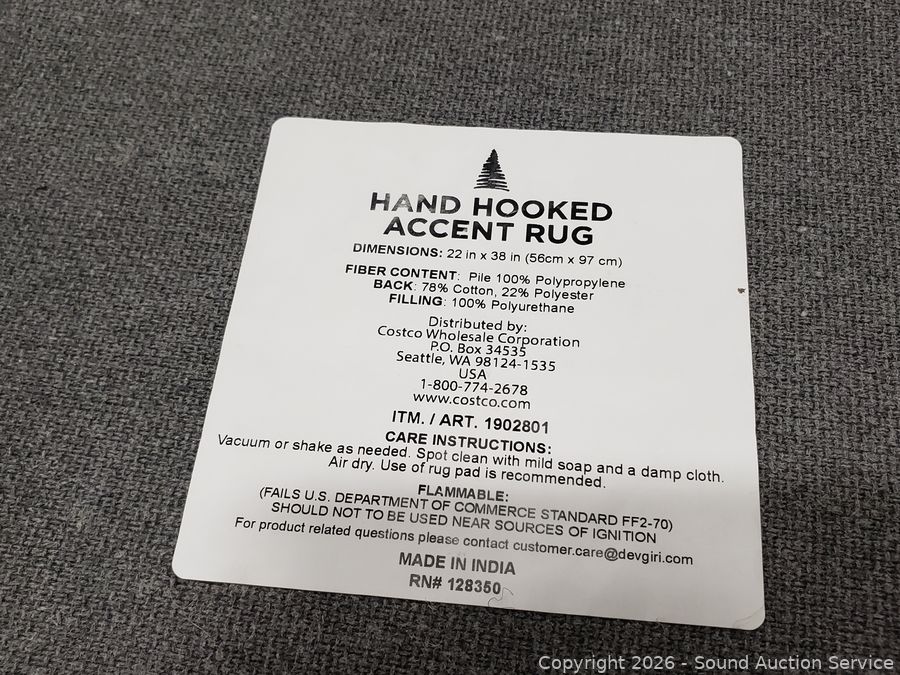 HAND HOOKED
ACCENT RUG
DIMENSIONS: 22 in x 38 in (56cm x 97 cm)
FIBER CONTENT: Pile 100% Polypropylene
BACK: 78% Cotton, 22% Polyester
FILLING: 100% Polyurethane
Distributed by:
Costco Wholesale Corporation
P.O. Box 34535
Seattle, WA 98124-1535
USA
1-800-774-2678
www.costco.com
ITM. / ART. 1902801
CARE INSTRUCTIONS:
Vacuum or shake as needed. Spot clean with mild soap and a damp cloth.
Air dry. Use of rug pad is recommended.
FLAMMABLE:
(FAILS U.S. DEPARTMENT OF COMMERCE STANDARD FF2-70)
SHOULD NOT TO BE USED NEAR SOURCES OF IGNITION
For product related questions please contact customer.care@devgiri.com
MADE IN INDIA
RN# 128350
Copyright 2026 - Sound Auction Service